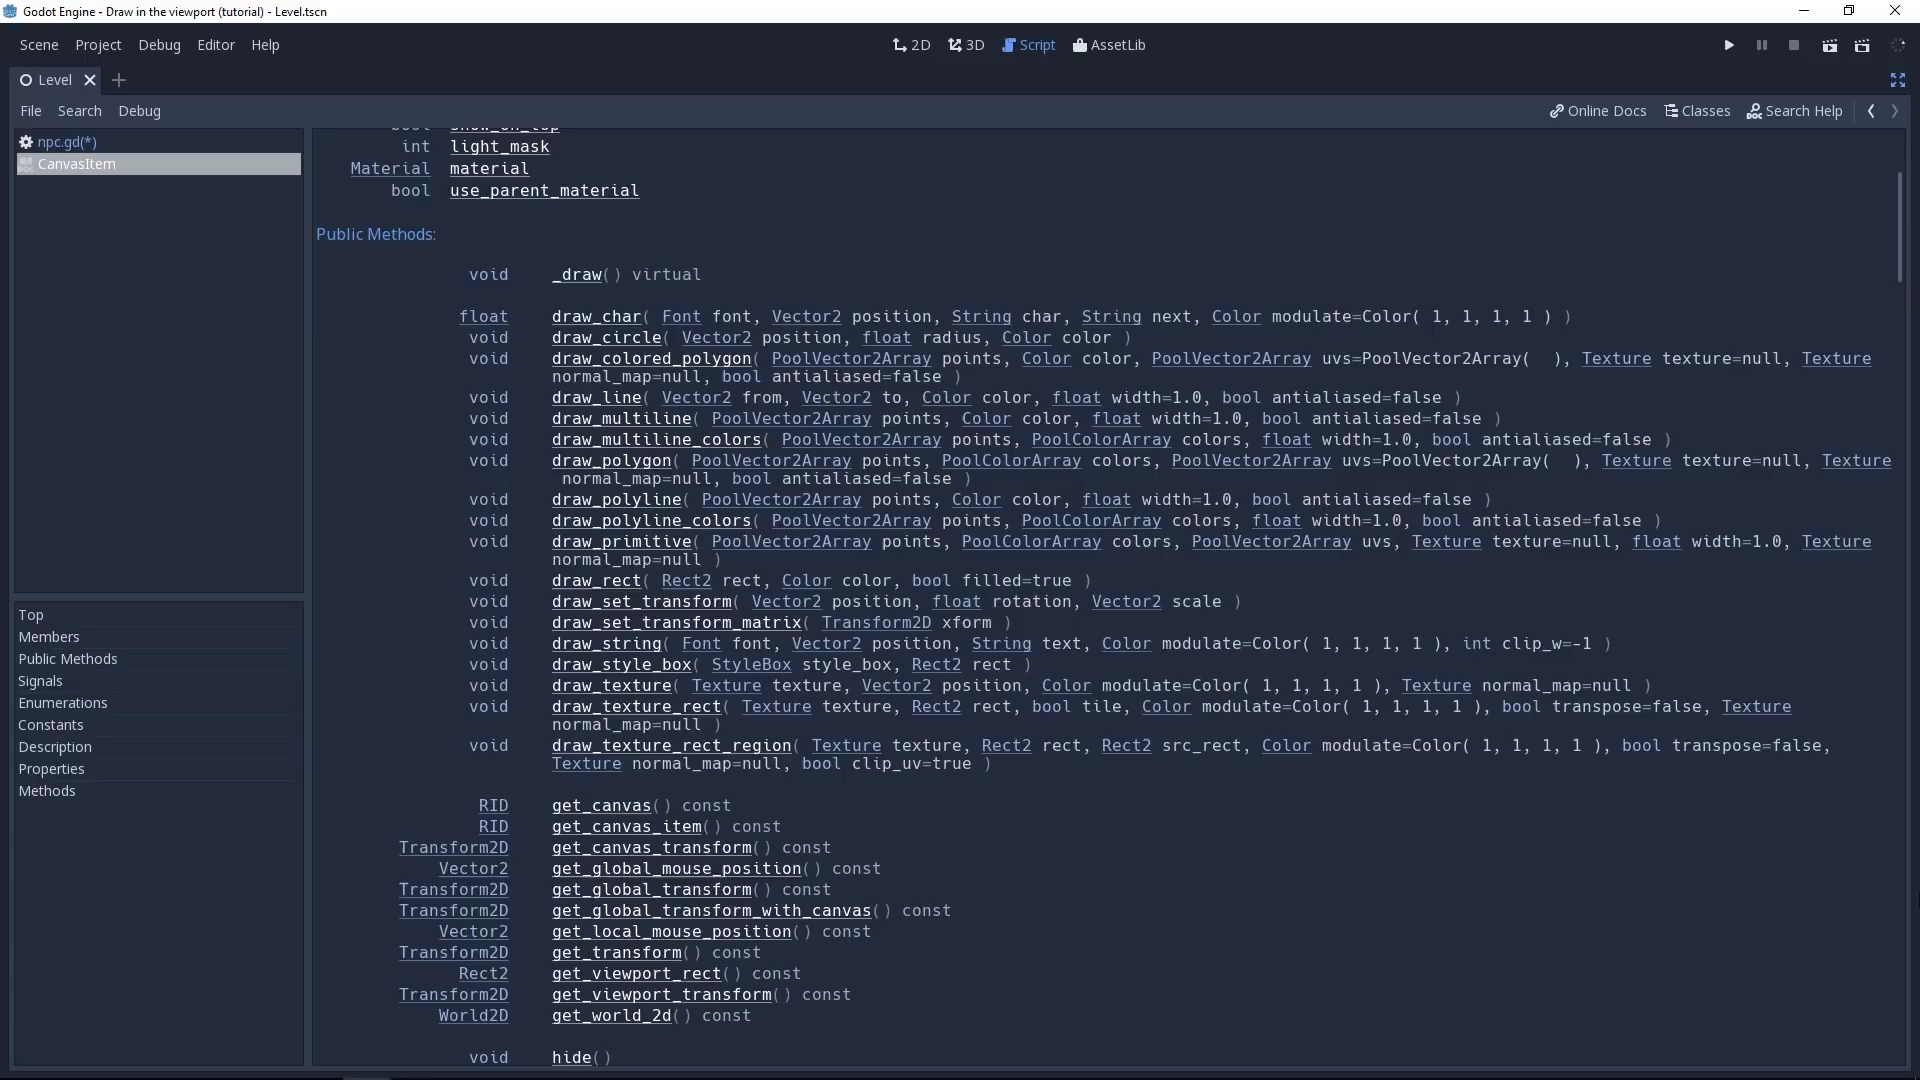 Godot Engine - Draw in the viewport (tutorial) - Level.tscn
Scene Project Debug Editor Help 2D 3D Script AssetLib
Level
File Search Debug Online Docs Classes Search Help
npc.gd(*)
CanvasItem
Top
Members
Public Methods
Signals
Enumerations
Constants
Description
Properties
Methods
bool show_on_top
int light_mask
Material material
bool use_parent_material
Public Methods:
void _draw() virtual
float draw_char( Font font, Vector2 position, String char, String next, Color modulate=Color( 1, 1, 1, 1 ) )
void draw_circle( Vector2 position, float radius, Color color )
void draw_colored_polygon( PoolVector2Array points, Color color, PoolVector2Array uvs=PoolVector2Array(  ), Texture texture=null, Texture
normal_map=null, bool antialiased=false )
void draw_line( Vector2 from, Vector2 to, Color color, float width=1.0, bool antialiased=false )
void draw_multiline( PoolVector2Array points, Color color, float width=1.0, bool antialiased=false )
void draw_multiline_colors( PoolVector2Array points, PoolColorArray colors, float width=1.0, bool antialiased=false )
void draw_polygon( PoolVector2Array points, PoolColorArray colors, PoolVector2Array uvs=PoolVector2Array(  ), Texture texture=null, Texture
normal_map=null, bool antialiased=false )
void draw_polyline( PoolVector2Array points, Color color, float width=1.0, bool antialiased=false )
void draw_polyline_colors( PoolVector2Array points, PoolColorArray colors, float width=1.0, bool antialiased=false )
void draw_primitive( PoolVector2Array points, PoolColorArray colors, PoolVector2Array uvs, Texture texture=null, float width=1.0, Texture
normal_map=null )
void draw_rect( Rect2 rect, Color color, bool filled=true )
void draw_set_transform( Vector2 position, float rotation, Vector2 scale )
void draw_set_transform_matrix( Transform2D xform )
void draw_string( Font font, Vector2 position, String text, Color modulate=Color( 1, 1, 1, 1 ), int clip_w=-1 )
void draw_style_box( StyleBox style_box, Rect2 rect )
void draw_texture( Texture texture, Vector2 position, Color modulate=Color( 1, 1, 1, 1 ), Texture normal_map=null )
void draw_texture_rect( Texture texture, Rect2 rect, bool tile, Color modulate=Color( 1, 1, 1, 1 ), bool transpose=false, Texture
normal_map=null )
void draw_texture_rect_region( Texture texture, Rect2 rect, Rect2 src_rect, Color modulate=Color( 1, 1, 1, 1 ), bool transpose=false,
Texture normal_map=null, bool clip_uv=true )
RID get_canvas() const
RID get_canvas_item() const
Transform2D get_canvas_transform() const
Vector2 get_global_mouse_position() const
Transform2D get_global_transform() const
Transform2D get_global_transform_with_canvas() const
Vector2 get_local_mouse_position() const
Transform2D get_transform() const
Rect2 get_viewport_rect() const
Transform2D get_viewport_transform() const
World2D get_world_2d() const
void hide()